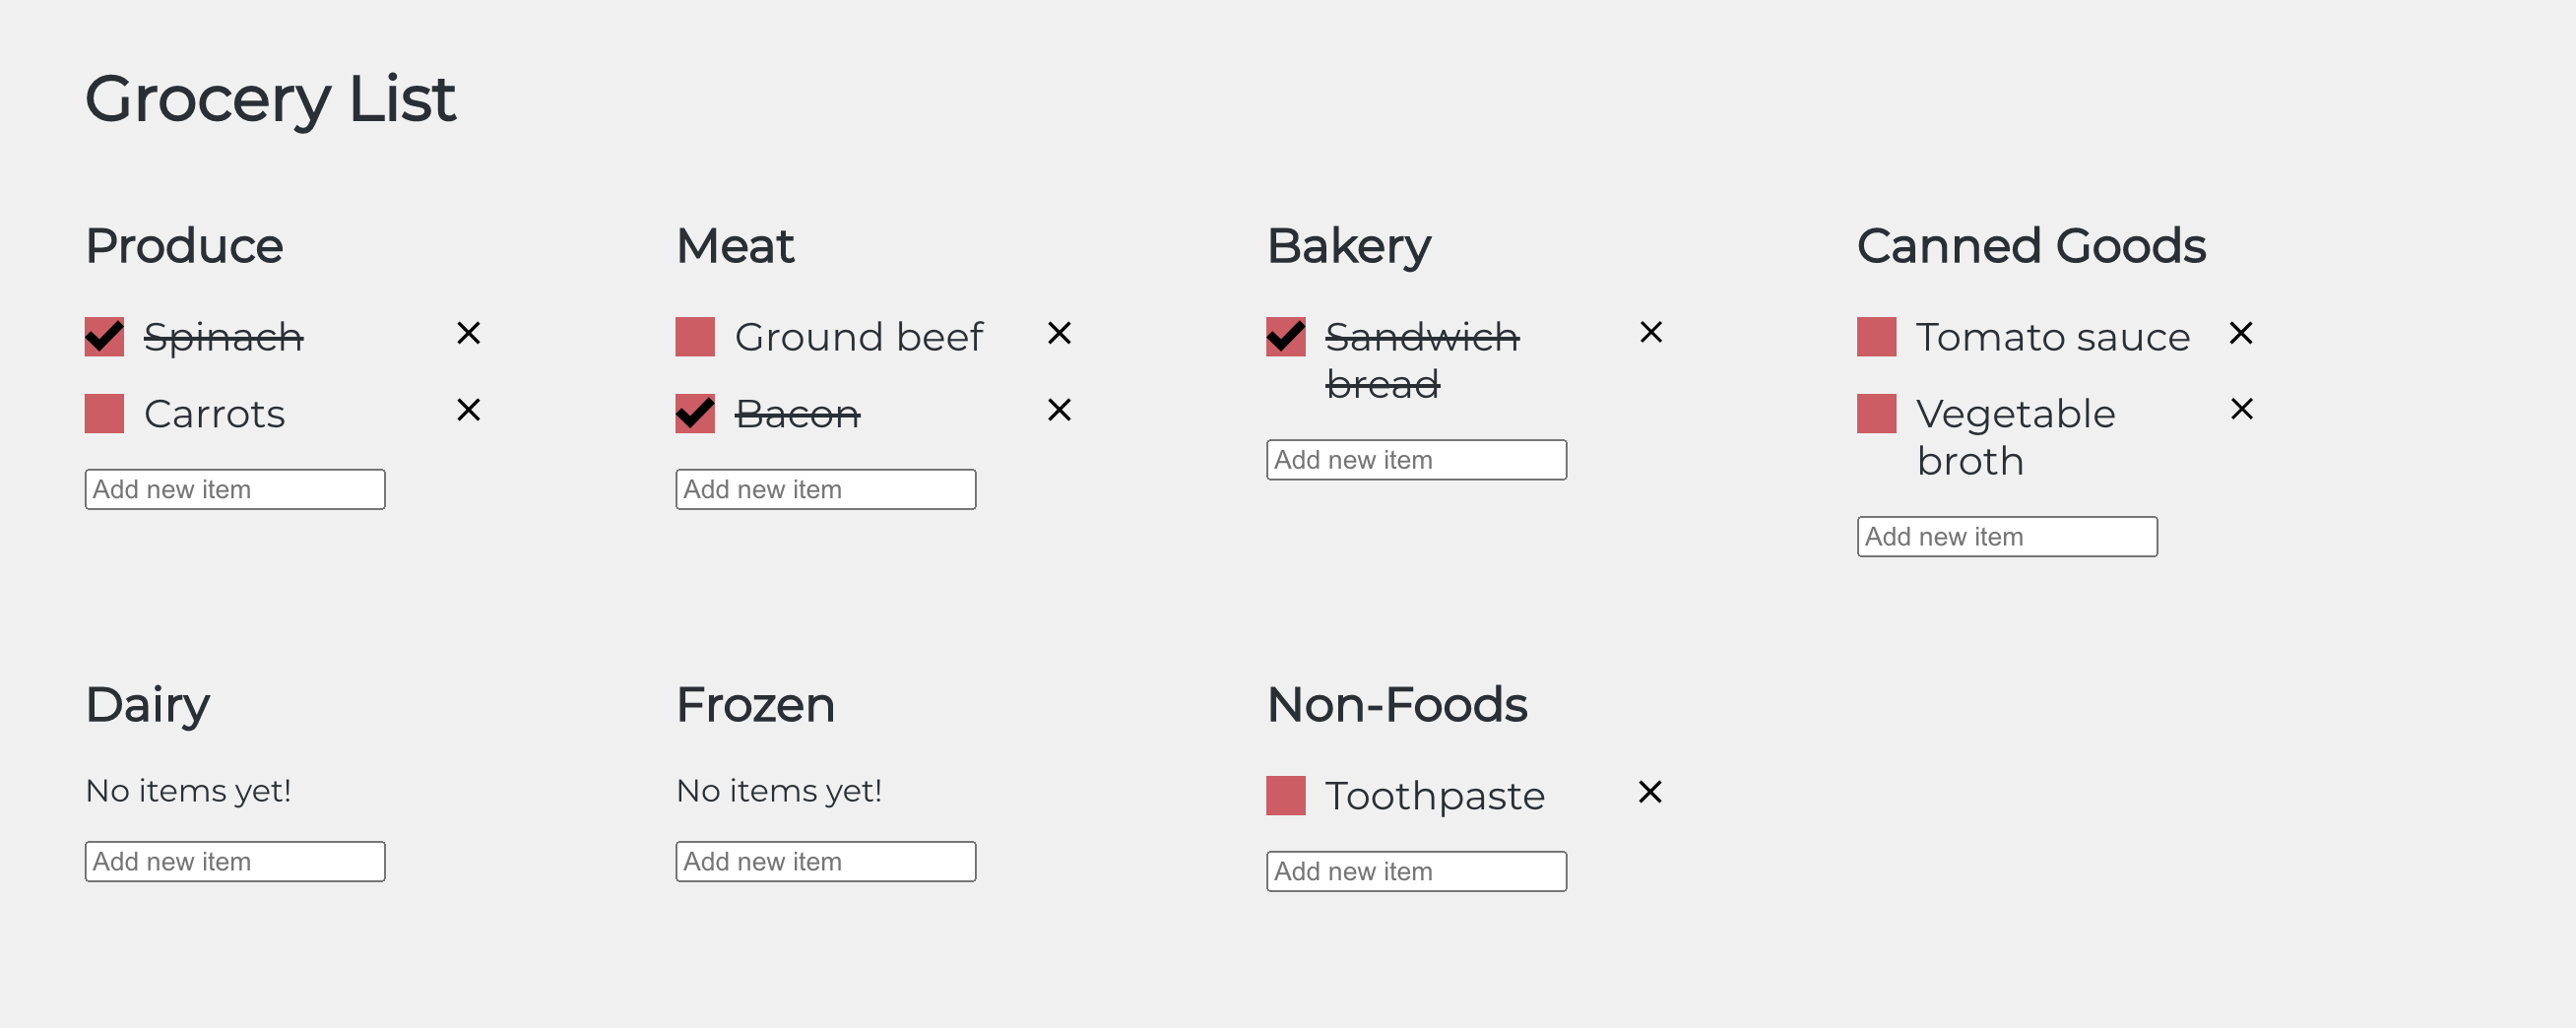 Grocery List
Produce
Spinach
Carrots
Add new item
Meat
Ground beef
Bacon
Add new item
Bakery
Sandwich
bread
Add new item
Canned Goods
Tomato sauce
Vegetable
broth
Add new item
Dairy
No items yet!
Add new item
Frozen
No items yet!
Add new item
Non-Foods
Toothpaste
Add new item